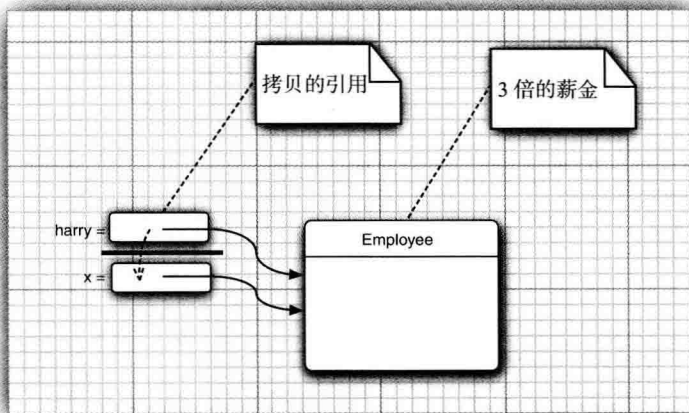 拷贝的引用
3 倍的薪金
harry =
Employee
x =